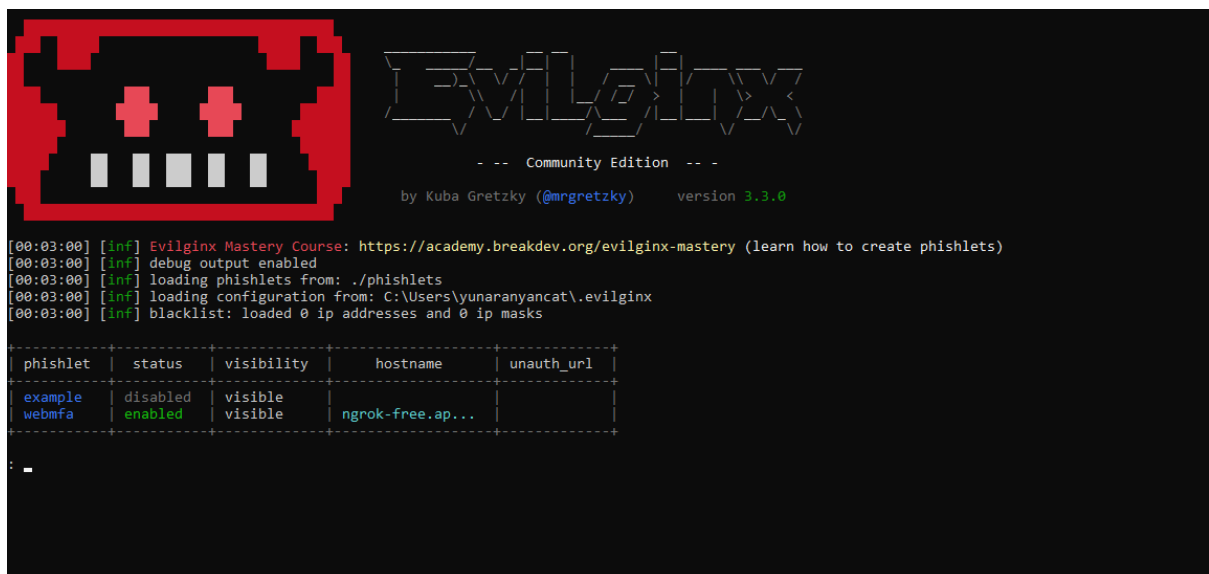 Evilginx
- -- Community Edition -- -
by Kuba Gretzky (@mrgretzky) version 3.3.0
[00:03:00] [inf] Evilginx Mastery Course: https://academy.breakdev.org/evilginx-mastery (learn how to create phishlets)
[00:03:00] [inf] debug output enabled
[00:03:00] [inf] loading phishlets from: ./phishlets
[00:03:00] [inf] loading configuration from: C:\Users\yunaranyancat\.evilginx
[00:03:00] [inf] blacklist: loaded 0 ip addresses and 0 ip masks
+-----------+-----------+-------------+-------------------+-------------+
| phishlet | status | visibility | hostname | unauth_url |
+-----------+-----------+-------------+-------------------+-------------+
| example | disabled | visible | | |
| webmfa | enabled | visible | ngrok-free.ap... | |
+-----------+-----------+-------------+-------------------+-------------+
: